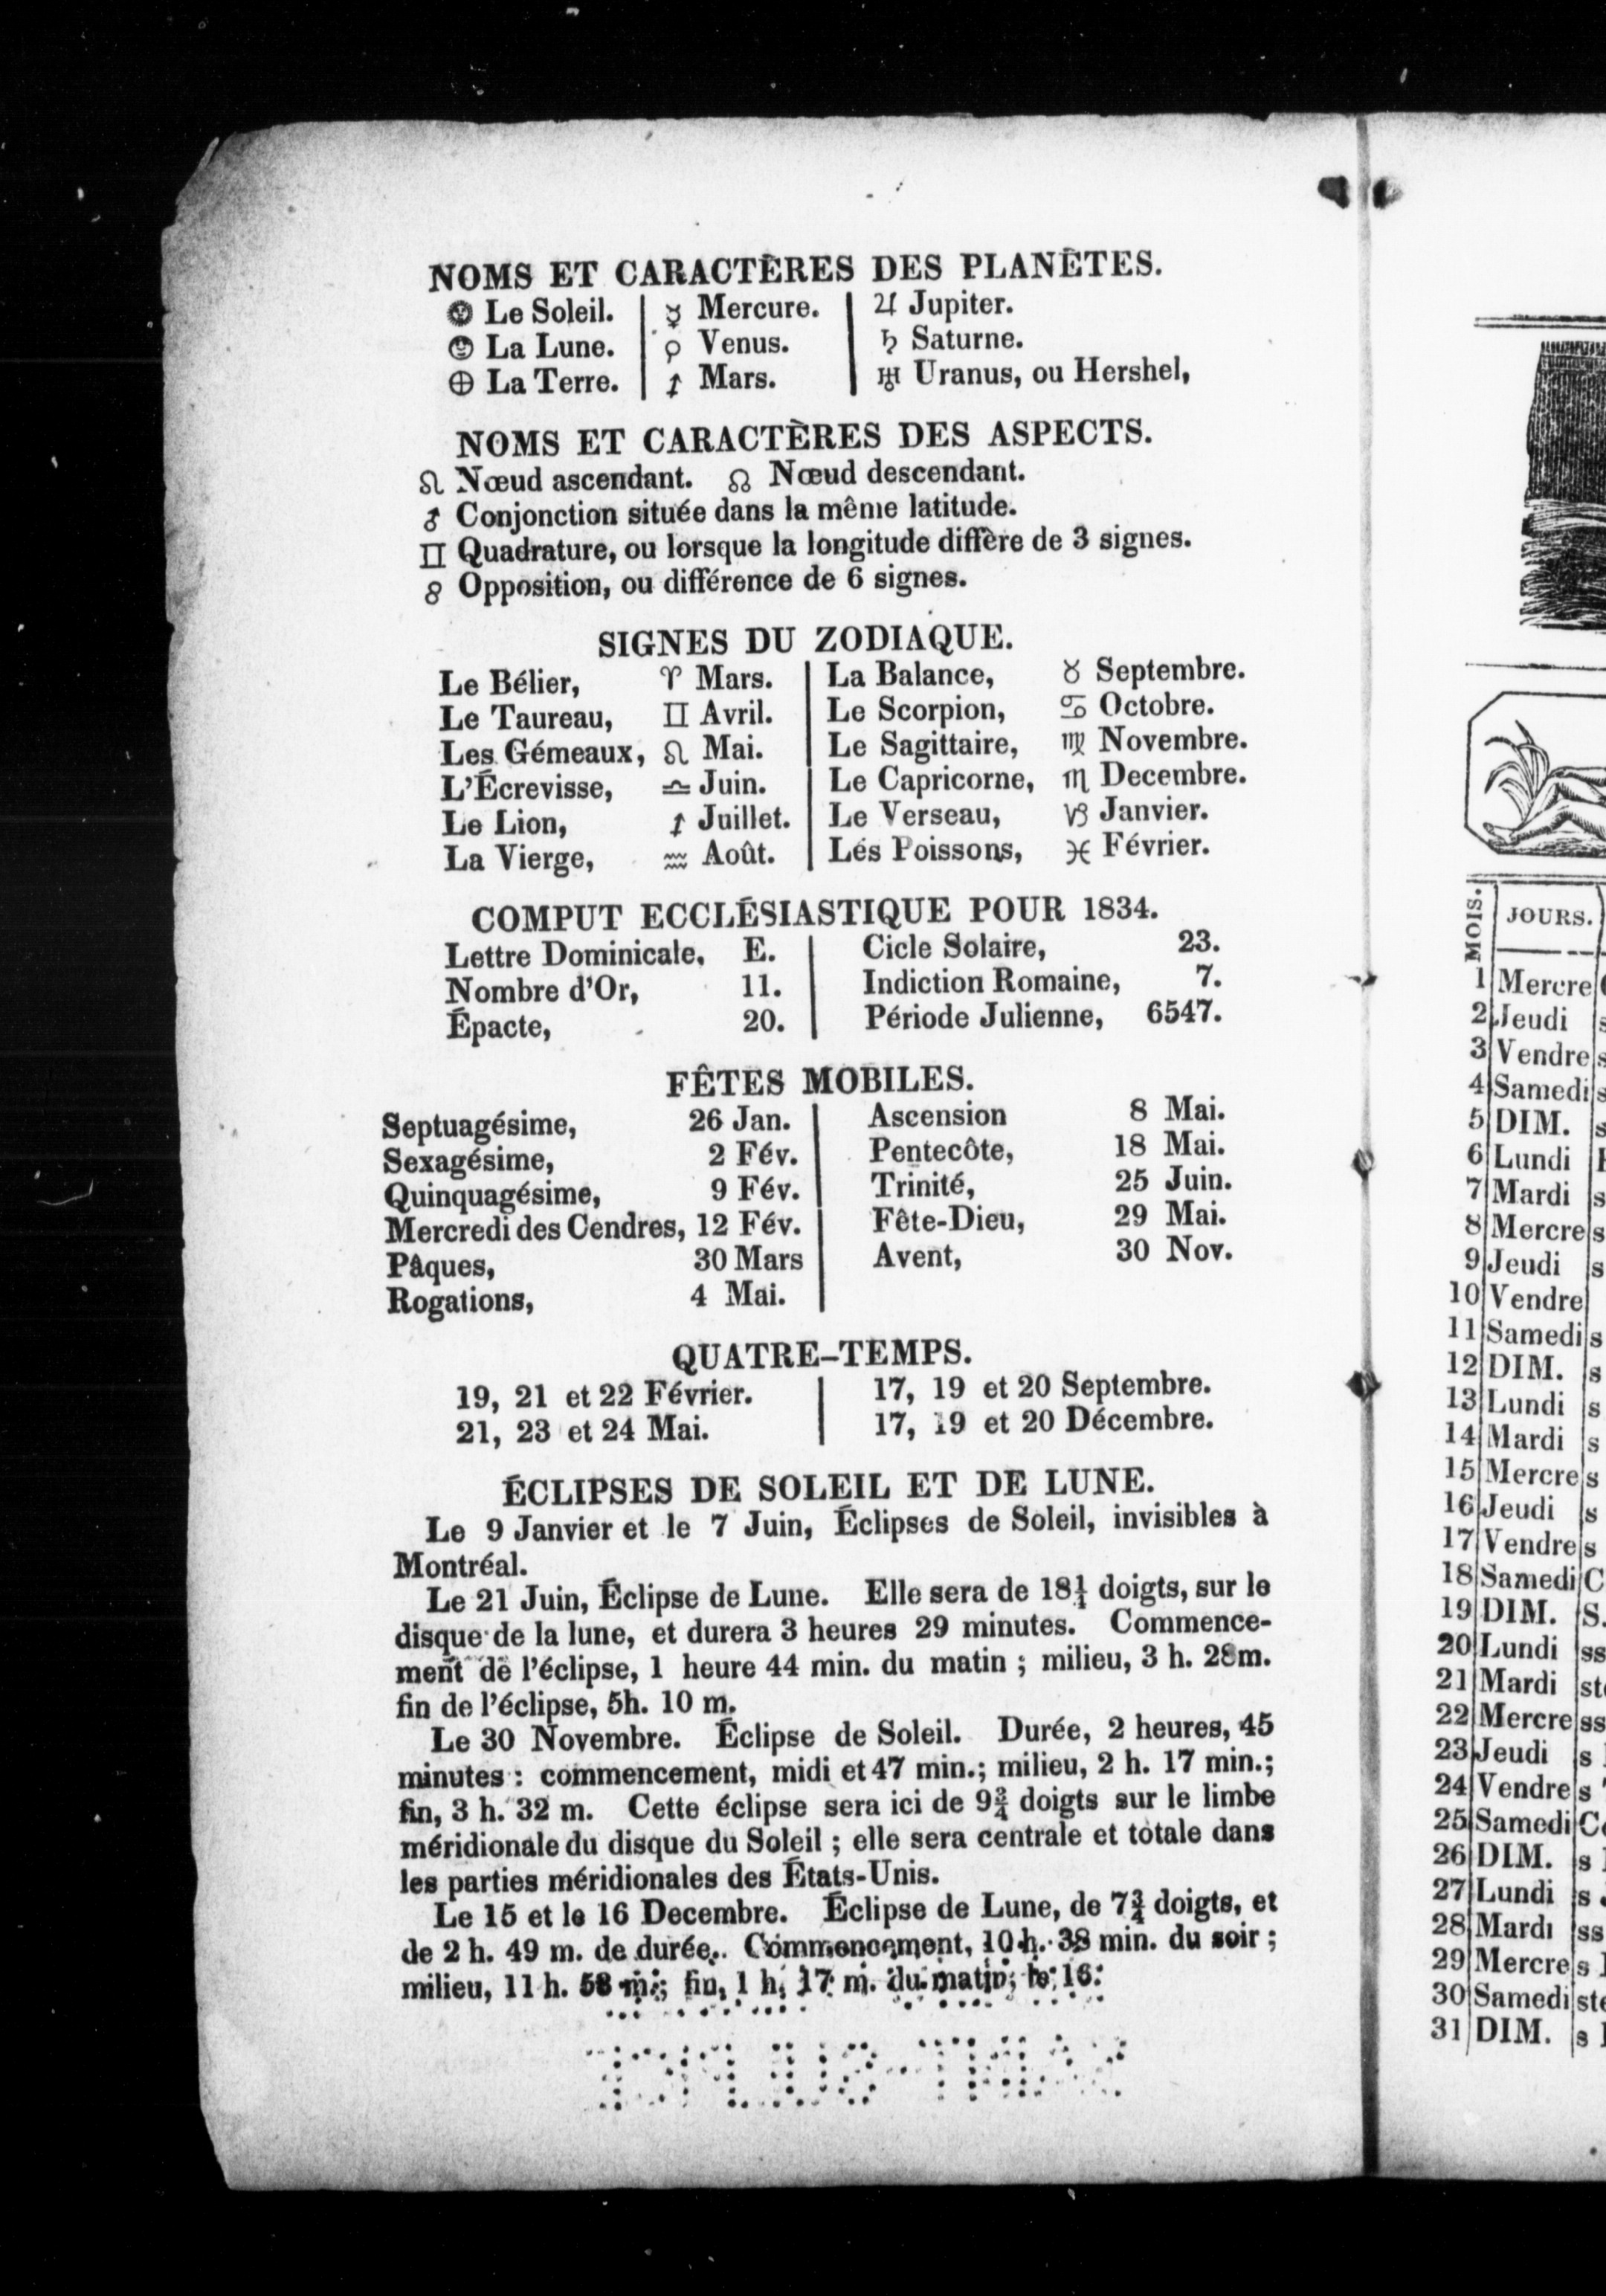 NOMS ET CARACTÈRES DES PLANÈTES.
🌞 Le Soleil. | ☿ Mercure. | ♃ Jupiter.
🌝 La Lune. | ♀ Venus. | ♄ Saturne.
⊕ La Terre. | ♂ Mars. | ♅ Uranus, ou Hershel,
NOMS ET CARACTÈRES DES ASPECTS.
♌ Nœud ascendant. ☊ Nœud descendant.
♂ Conjonction située dans la même latitude.
♊ Quadrature, ou lorsque la longitude diffère de 3 signes.
☍ Opposition, ou différence de 6 signes.
SIGNES DU ZODIAQUE.
Le Bélier, ♈ Mars. | La Balance, ♉ Septembre.
Le Taureau, ♊ Avril. | Le Scorpion, ♋ Octobre.
Les Gémeaux, ♌ Mai. | Le Sagittaire, ♍ Novembre.
L'Écrevisse, ♎ Juin. | Le Capricorne, ♏ Decembre.
Le Lion, ♐ Juillet. | Le Verseau, ♑ Janvier.
La Vierge, ♒ Août. | Lés Poissons, ♓ Février.
COMPUT ECCLÉSIASTIQUE POUR 1834.
Lettre Dominicale, E. | Cicle Solaire, 23.
Nombre d'Or, 11. | Indiction Romaine, 7.
Épacte, 20. | Période Julienne, 6547.
FÊTES MOBILES.
Septuagésime, 26 Jan. | Ascension 8 Mai.
Sexagésime, 2 Fév. | Pentecôte, 18 Mai.
Quinquagésime, 9 Fév. | Trinité, 25 Juin.
Mercredi des Cendres, 12 Fév. | Fête-Dieu, 29 Mai.
Pâques, 30 Mars | Avent, 30 Nov.
Rogations, 4 Mai. |
QUATRE-TEMPS.
19, 21 et 22 Février. | 17, 19 et 20 Septembre.
21, 23 et 24 Mai. | 17, 19 et 20 Décembre.
ÉCLIPSES DE SOLEIL ET DE LUNE.
Le 9 Janvier et le 7 Juin, Éclipses de Soleil, invisibles à
Montréal.
Le 21 Juin, Éclipse de Lune. Elle sera de 18¼ doigts, sur le
disque de la lune, et durera 3 heures 29 minutes. Commence-
ment de l'éclipse, 1 heure 44 min. du matin ; milieu, 3 h. 28m.
fin de l'éclipse, 5h. 10 m.
Le 30 Novembre. Éclipse de Soleil. Durée, 2 heures, 45
minutes : commencement, midi et 47 min.; milieu, 2 h. 17 min.;
fin, 3 h. 32 m. Cette éclipse sera ici de 9¾ doigts sur le limbe
méridionale du disque du Soleil ; elle sera centrale et totale dans
les parties méridionales des États-Unis.
Le 15 et le 16 Decembre. Éclipse de Lune, de 7¾ doigts, et
de 2 h. 49 m. de durée. Commencement, 10 h. 38 min. du soir ;
milieu, 11 h. 58 m.; fin, 1 h. 17 m. du matin, le 16.
MOIS. JOURS.
1 Mercre
2 Jeudi s
3 Vendre s
4 Samedi s
5 DIM. s
6 Lundi
7 Mardi s
8 Mercre s
9 Jeudi s
10 Vendre
11 Samedi s
12 DIM. s
13 Lundi s
14 Mardi s
15 Mercre s
16 Jeudi s
17 Vendre s
18 Samedi C
19 DIM. S.
20 Lundi ss
21 Mardi st
22 Mercre ss
23 Jeudi s
24 Vendre s
25 Samedi C
26 DIM. s
27 Lundi s
28 Mardi ss
29 Mercre s
30 Samedi st
31 DIM. s